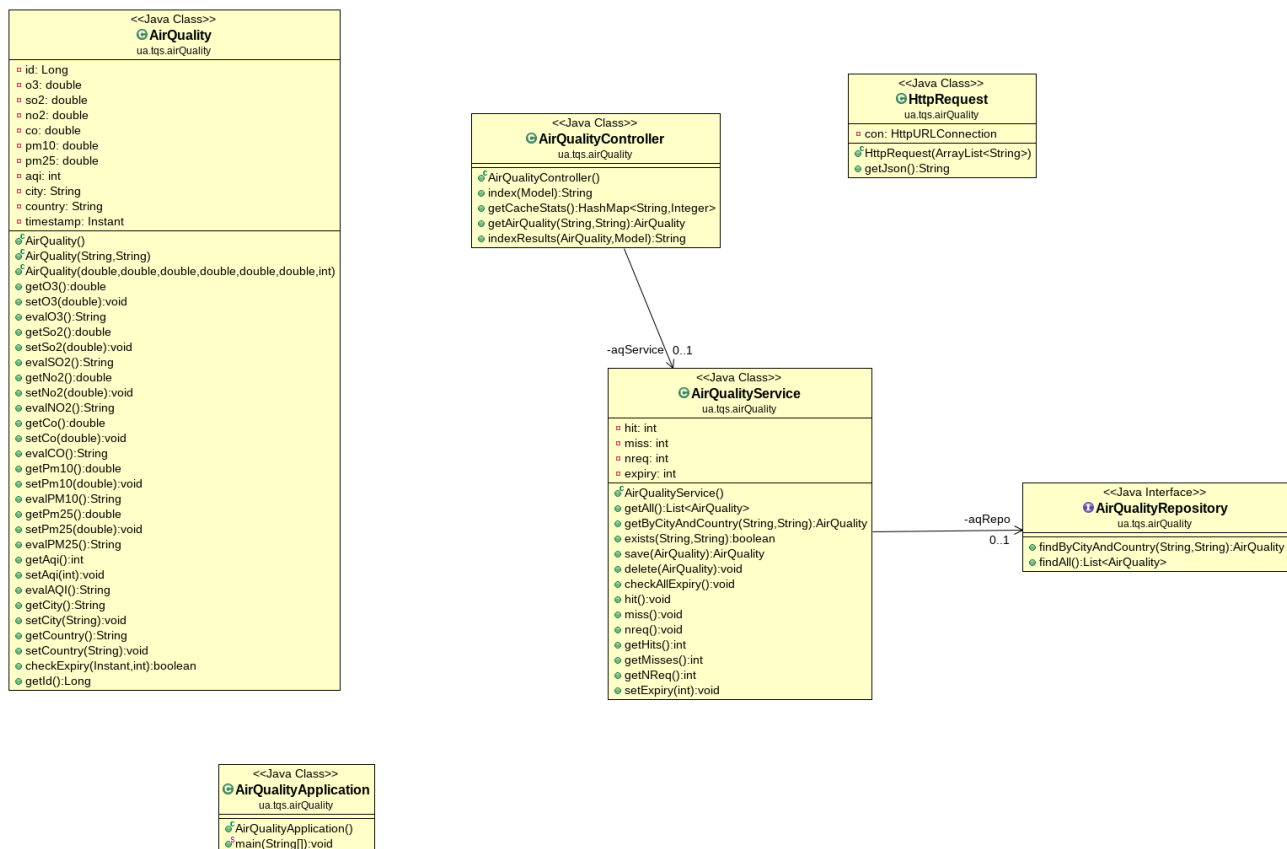 <<Java Class>>
AirQuality
ua.tqs.airQuality
id: Long
o3: double
so2: double
no2: double
co: double
pm10: double
pm25: double
aqi: int
city: String
country: String
timestamp: Instant
AirQuality()
AirQuality(String,String)
AirQuality(double,double,double,double,double,double,int)
getO3():double
setO3(double):void
evalO3():String
getSo2():double
setSo2(double):void
evalSO2():String
getNo2():double
setNo2(double):void
evalNO2():String
getCo():double
setCo(double):void
evalCO():String
getPm10():double
setPm10(double):void
evalPM10():String
getPm25():double
setPm25(double):void
evalPM25():String
getAqi():int
setAqi(int):void
evalAQI():String
getCity():String
setCity(String):void
getCountry():String
setCountry(String):void
checkExpiry(Instant,int):boolean
getId():Long
<<Java Class>>
AirQualityController
ua.tqs.airQuality
AirQualityController()
index(Model):String
getCacheStats():HashMap<String,Integer>
getAirQuality(String,String):AirQuality
indexResults(AirQuality,Model):String
<<Java Class>>
HttpRequest
ua.tqs.airQuality
con: HttpURLConnection
HttpRequest(ArrayList<String>)
getJson():String
-aqService 0..1
<<Java Class>>
AirQualityService
ua.tqs.airQuality
hit: int
miss: int
nreq: int
expiry: int
AirQualityService()
getAll():List<AirQuality>
getByCityAndCountry(String,String):AirQuality
exists(String,String):boolean
save(AirQuality):AirQuality
delete(AirQuality):void
checkAllExpiry():void
hit():void
miss():void
nreq():void
getHits():int
getMisses():int
getNReq():int
setExpiry(int):void
-aqRepo
0..1
<<Java Interface>>
AirQualityRepository
ua.tqs.airQuality
findByCityAndCountry(String,String):AirQuality
findAll():List<AirQuality>
<<Java Class>>
AirQualityApplication
ua.tqs.airQuality
AirQualityApplication()
main(String[]):void